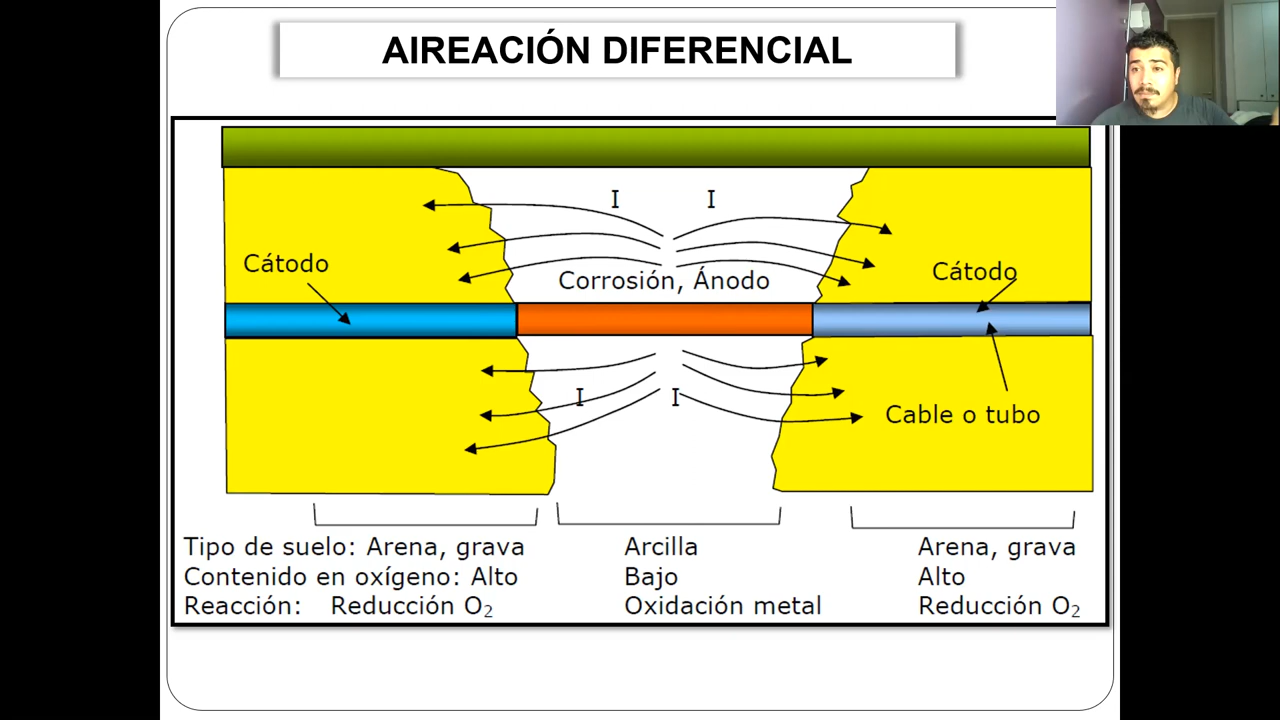 AIREACIÓN DIFERENCIAL
I I
Cátodo
Corrosión, Ánodo
Cátodo
I I
Cable o tubo
Tipo de suelo: Arena, grava Arcilla Arena, grava
Contenido en oxígeno: Alto Bajo Alto
Reacción: Reducción O₂ Oxidación metal Reducción O₂